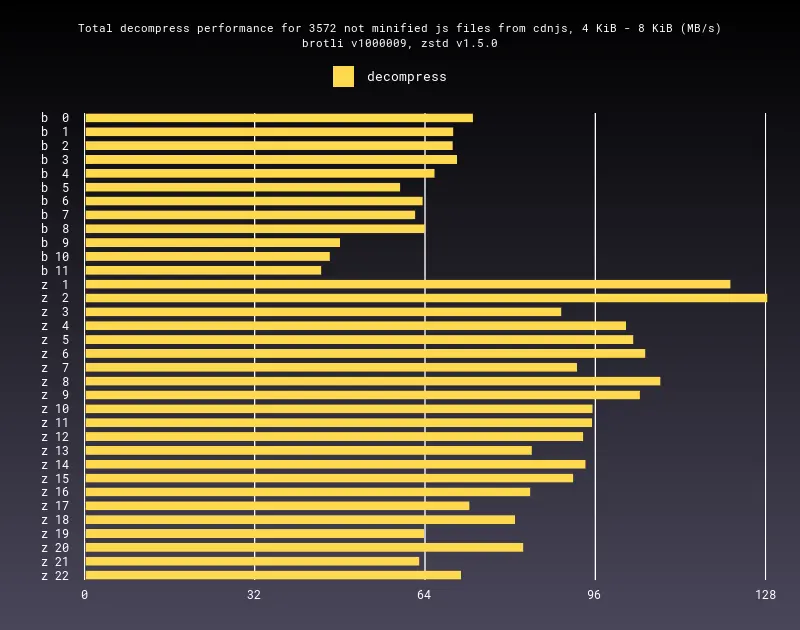 Total decompress performance for 3572 not minified js files from cdnjs, 4 KiB - 8 KiB (MB/s)
brotli v1000009, zstd v1.5.0
decompress
b 0
b 1
b 2
b 3
b 4
b 5
b 6
b 7
b 8
b 9
b 10
b 11
z 1
z 2
z 3
z 4
z 5
z 6
z 7
z 8
z 9
z 10
z 11
z 12
z 13
z 14
z 15
z 16
z 17
z 18
z 19
z 20
z 21
z 22
0 32 64 96 128